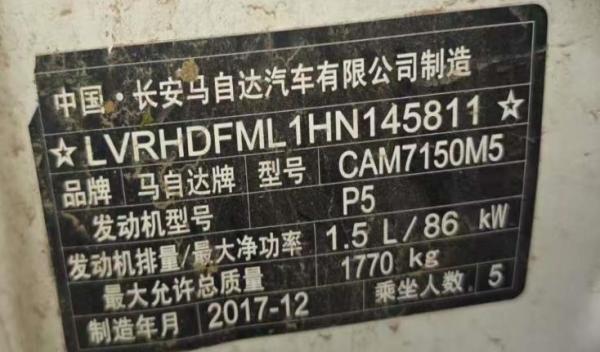 中国·长安马自达汽车有限公司制造
☆LVRHDFML1HN145811☆
品牌 马自达牌 型号 CAM7150M5
发动机型号 P5
发动机排量/最大净功率 1.5 L/86 kW
最大允许总质量 1770 kg
制造年月 2017-12 乘坐人数 5